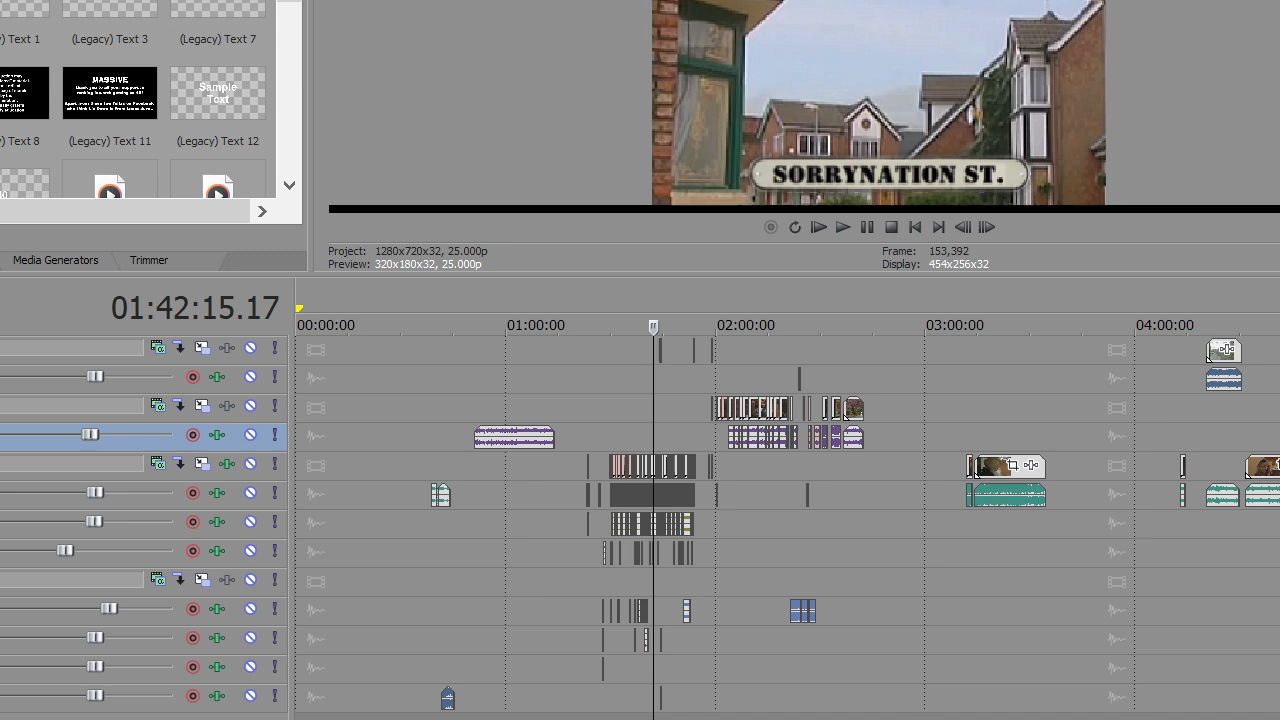 ) Text 1
(Legacy) Text 3
(Legacy) Text 7
MASSIVE
Sample
Text
) Text 8
(Legacy) Text 11
(Legacy) Text 12
SORRYNATION ST.
Project: 1280x720x32, 25.000p
Frame: 153,392
Preview: 320x180x32, 25.000p
Display: 454x256x32
Media Generators
Trimmer
01:42:15.17
00:00:00
01:00:00
02:00:00
03:00:00
04:00:00